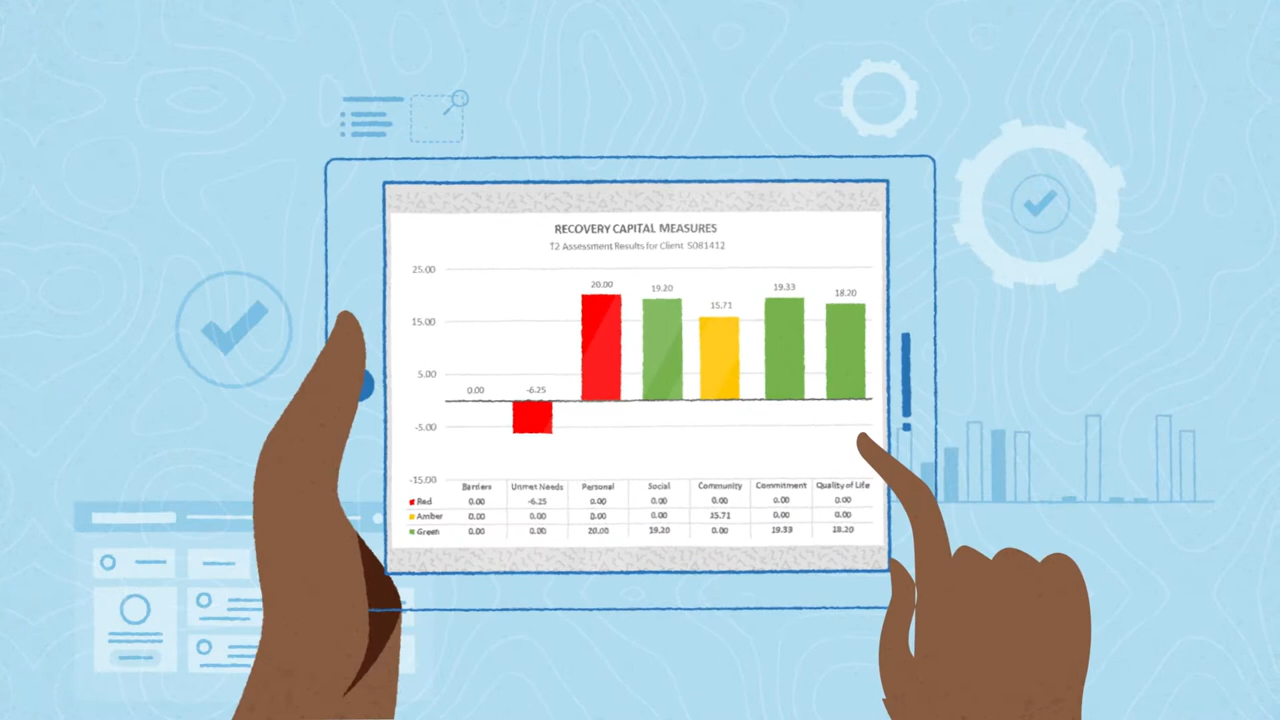 RECOVERY CAPITAL MEASURES
T2 Assessment Results for Client S081412
25.00
20.00
19.20
19.33
18.20
15.71
15.00
5.00
0.00
-6.25
-5.00
-15.00
Barriers Unmet Needs Personal Social Community Commitment Quality of Life
Red 0.00 -6.25 0.00 0.00 0.00 0.00 0.00
Amber 0.00 0.00 0.00 0.00 15.71 0.00 0.00
Green 0.00 0.00 20.00 19.20 0.00 19.33 18.20